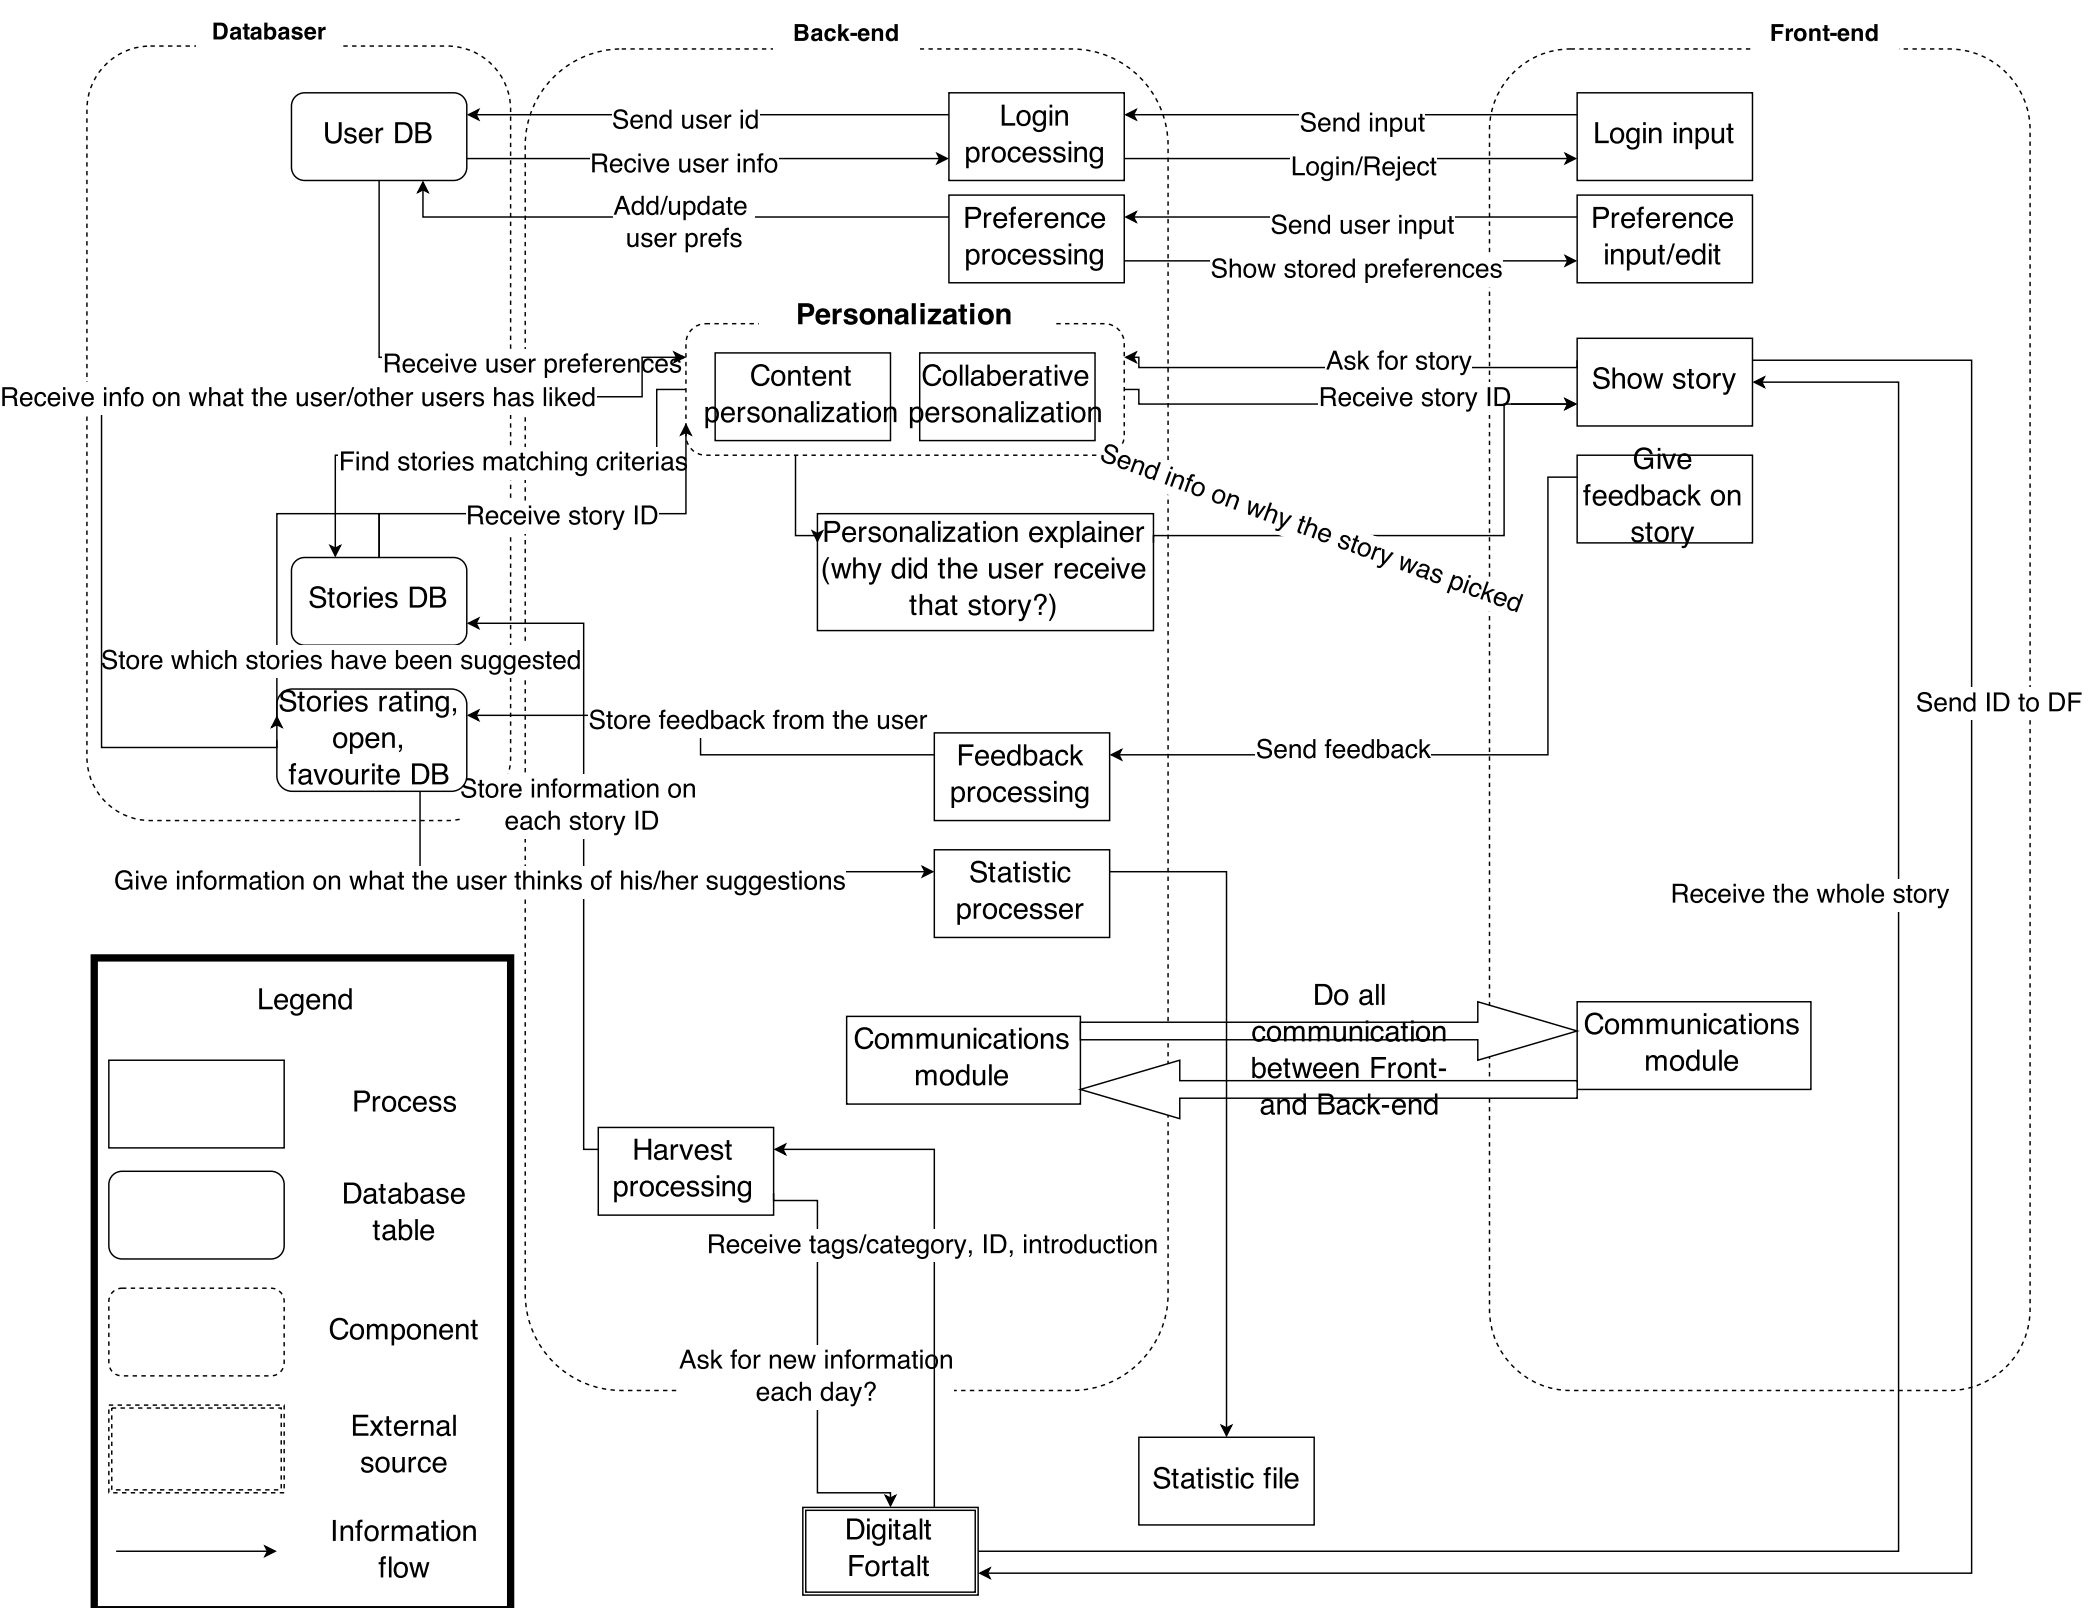 Databaser
Back-end
Front-end
User DB
Send user id
Recive user info
Login
processing
Send input
Login/Reject
Login input
Add/update
user prefs
Preference
processing
Send user input
Show stored preferences
Preference
input/edit
Personalization
Receive user preferences
Receive info on what the user/other users has liked
Content
personalization
Collaberative
personalization
Ask for story
Receive story ID
Show story
Find stories matching criterias
Receive story ID
Send info on why the story was picked
Give
feedback on
story
Personalization explainer
(why did the user receive
that story?)
Stories DB
Store which stories have been suggested
Stories rating,
open,
favourite DB
Store feedback from the user
Feedback
processing
Send feedback
Send ID to DF
Store information on
each story ID
Give information on what the user thinks of his/her suggestions
Statistic
processer
Receive the whole story
Legend
Process
Database
table
Component
External
source
Information
flow
Communications
module
Do all
communication
between Front-
and Back-end
Communications
module
Harvest
processing
Receive tags/category, ID, introduction
Ask for new information
each day?
Statistic file
Digitalt
Fortalt